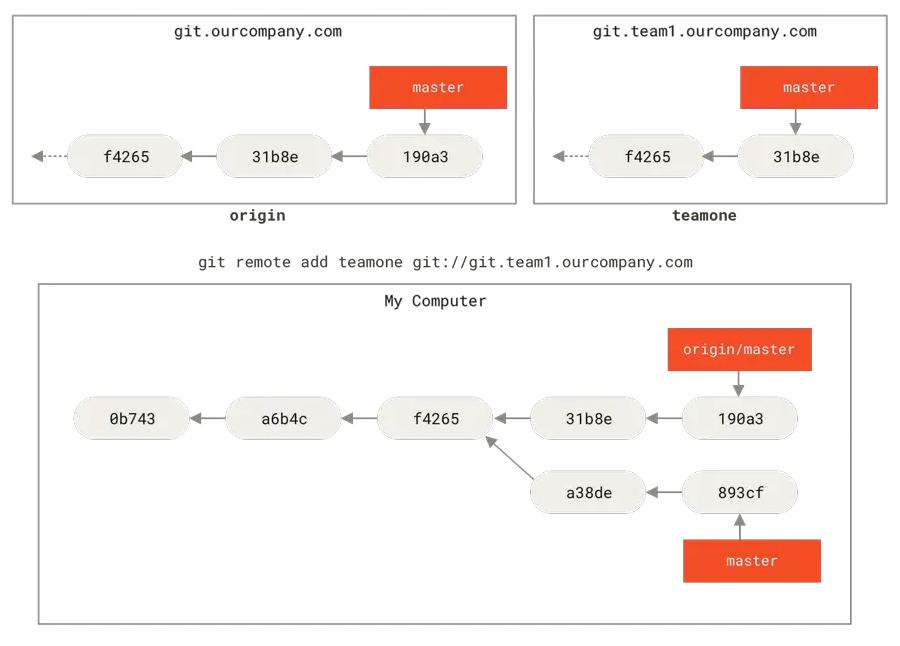 git.ourcompany.com
master
f4265
31b8e
190a3
origin
git.team1.ourcompany.com
master
f4265
31b8e
teamone
git remote add teamone git://git.team1.ourcompany.com
My Computer
origin/master
0b743
a6b4c
f4265
31b8e
190a3
a38de
893cf
master